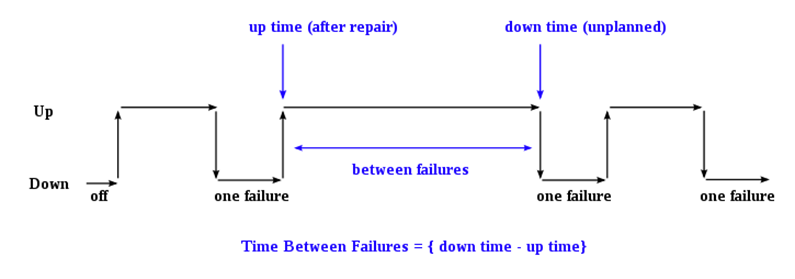 up time (after repair)
down time (unplanned)
Up
between failures
Down
off
one failure
one failure
one failure
Time Between Failures = { down time - up time}